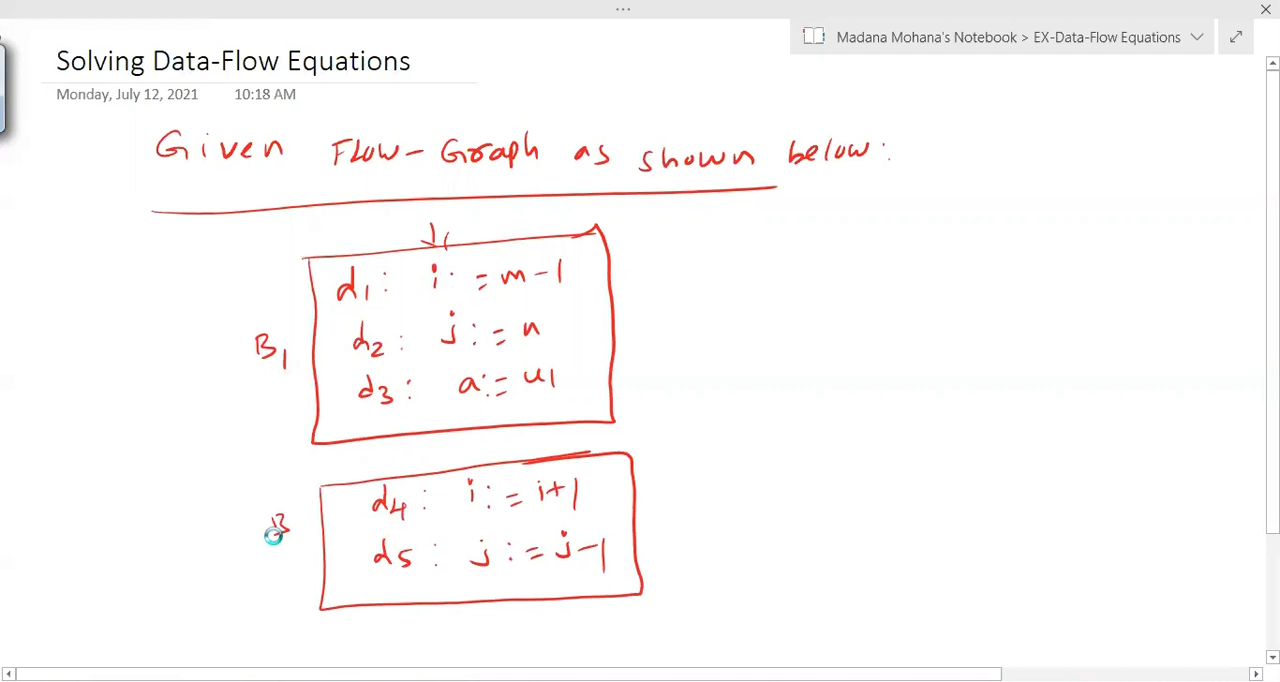 Madana Mohana's Notebook > EX-Data-Flow Equations
Solving Data-Flow Equations
Monday, July 12, 2021 10:18 AM
Given Flow-Graph as shown below:
d1: i := m-1
d2: j := n
B1
d3: a := u1
d4: i := i+1
B
d5: j := j-1